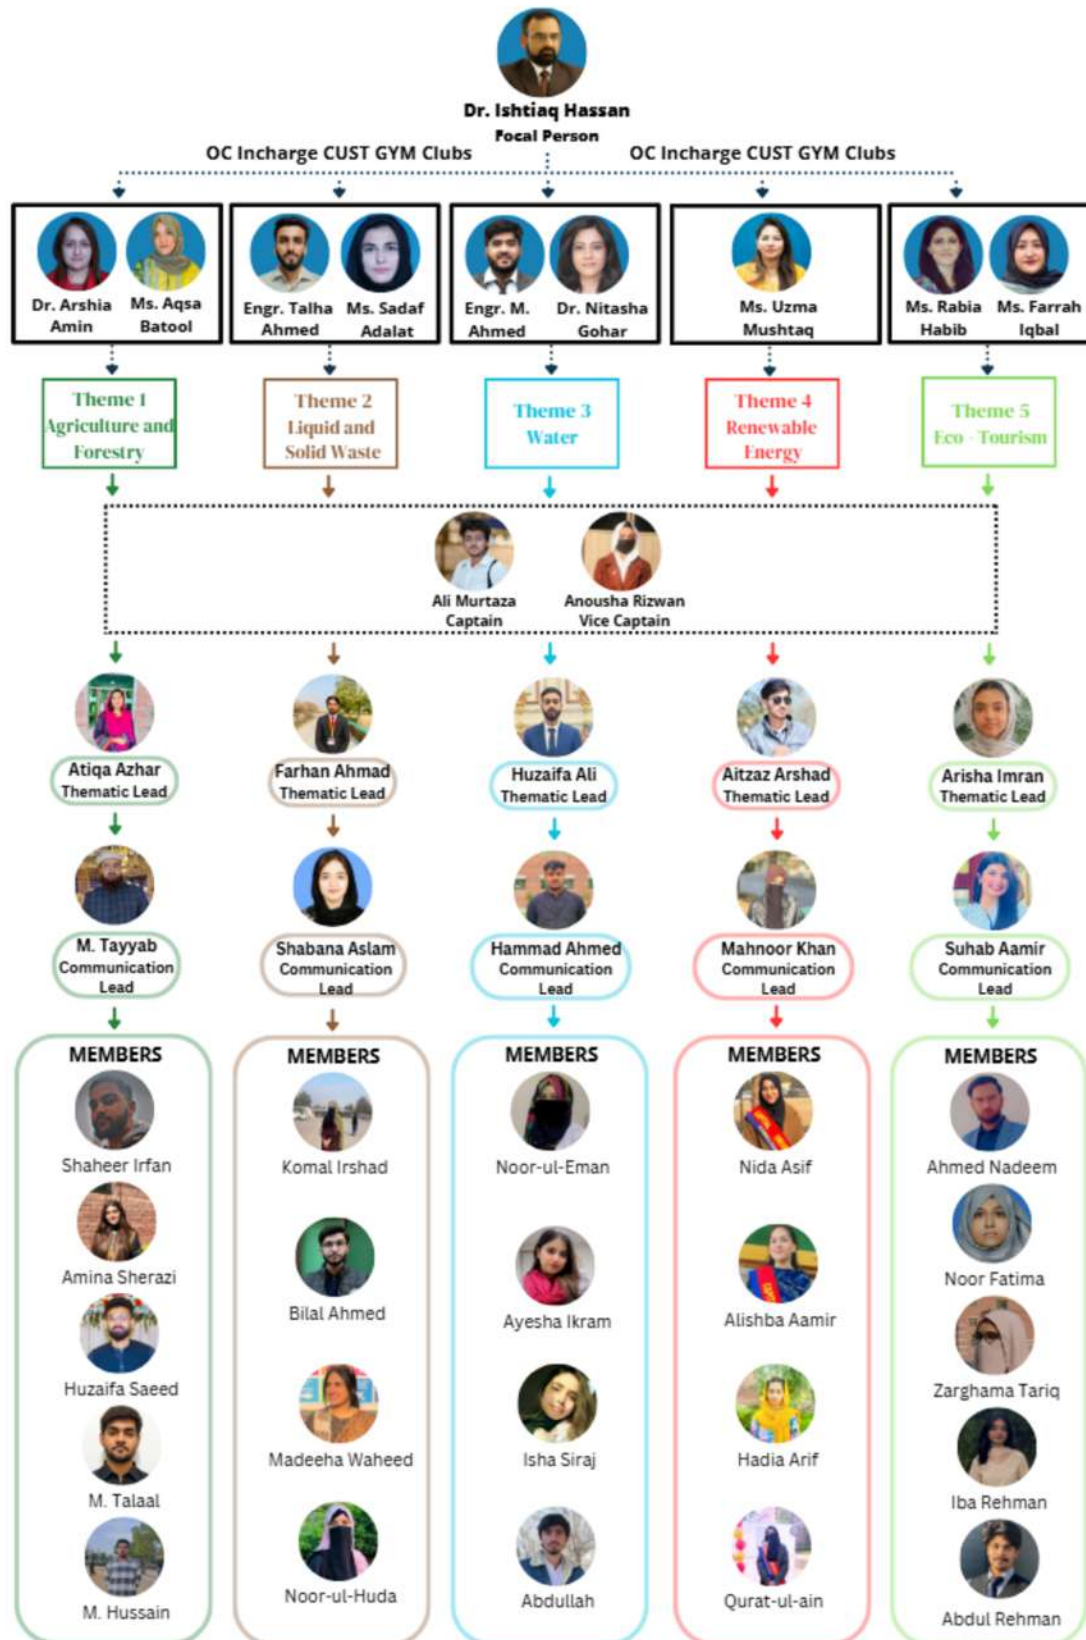 Dr. Ishtiaq Hassan
Focal Person
OC Incharge CUST GYM Clubs
OC Incharge CUST GYM Clubs
Dr. Arshia
Amin
Ms. Aqsa
Batool
Engr. Talha
Ahmed
Ms. Sadaf
Adalat
Engr. M.
Ahmed
Dr. Nitasha
Gohar
Ms. Uzma
Mushtaq
Ms. Rabia
Habib
Ms. Farrah
Iqbal
Theme 1
Agriculture and
Forestry
Theme 2
Liquid and
Solid Waste
Theme 3
Water
Theme 4
Renewable
Energy
Theme 5
Eco - Tourism
Ali Murtaza
Captain
Anousha Rizwan
Vice Captain
Atiqa Azhar
Thematic Lead
Farhan Ahmad
Thematic Lead
Huzaifa Ali
Thematic Lead
Aitzaz Arshad
Thematic Lead
Arisha Imran
Thematic Lead
M. Tayyab
Communication
Lead
Shabana Aslam
Communication
Lead
Hammad Ahmed
Communication
Lead
Mahnoor Khan
Communication
Lead
Suhab Aamir
Communication
Lead
MEMBERS
Shaheer Irfan
Amina Sherazi
Huzaifa Saeed
M. Talaal
M. Hussain
MEMBERS
Komal Irshad
Bilal Ahmed
Madeeha Waheed
Noor-ul-Huda
MEMBERS
Noor-ul-Eman
Ayesha Ikram
Isha Siraj
Abdullah
MEMBERS
Nida Asif
Alishba Aamir
Hadia Arif
Qurat-ul-ain
MEMBERS
Ahmed Nadeem
Noor Fatima
Zarghama Tariq
Iba Rehman
Abdul Rehman